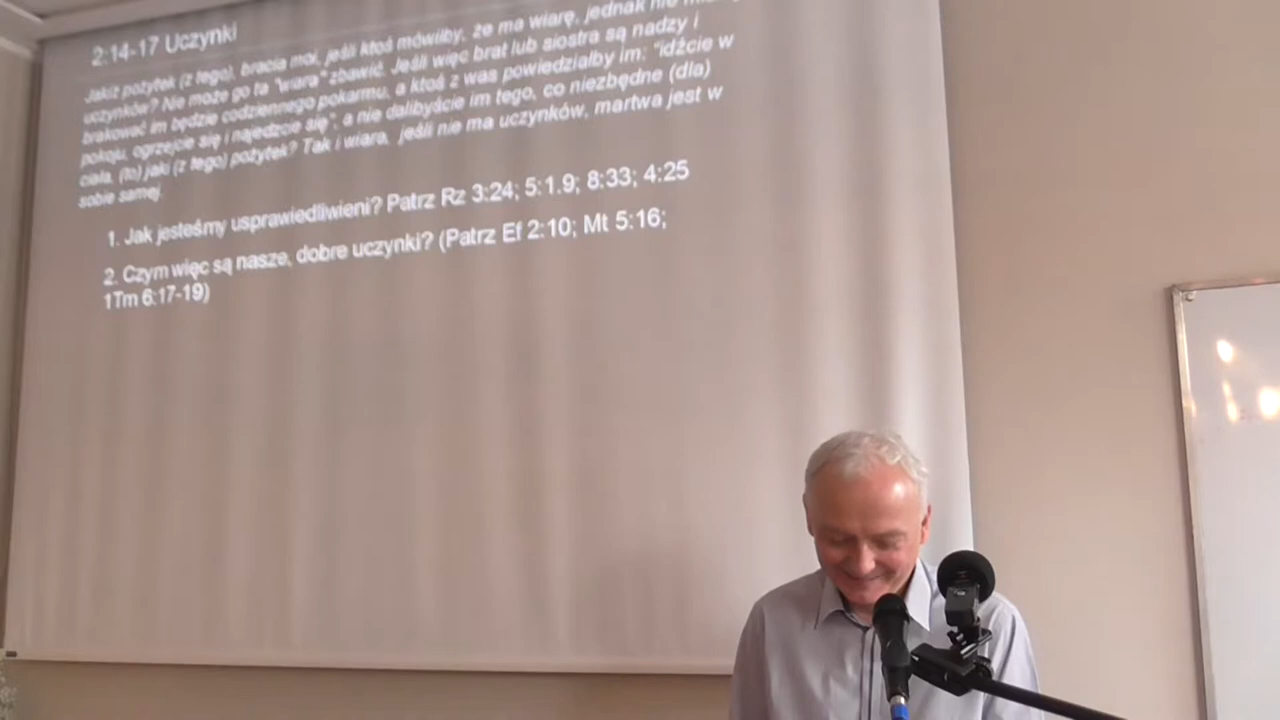 2:14-17 Uczynki
Jakiż pożytek (z tego), bracia moi, jeśli ktoś mówiłby, że ma wiarę, jednak nie
uczynków? Nie może go ta "wiara" zbawić. Jeśli więc brat lub siostra są nadzy i
brakować im będzie codziennego pokarmu, a ktoś z was powiedziałby im: "idźcie w
pokoju, ogrzejcie się i najedzcie się", a nie dalibyście im tego, co niezbędne (dla)
ciała, (to) jaki (z tego) pożytek? Tak i wiara, jeśli nie ma uczynków, martwa jest w
sobie samej.
1. Jak jesteśmy usprawiedliwieni? Patrz Rz 3:24; 5:1.9; 8:33; 4:25
2. Czym więc są nasze, dobre uczynki? (Patrz Ef 2:10; Mt 5:16;
1Tm 6:17-19)